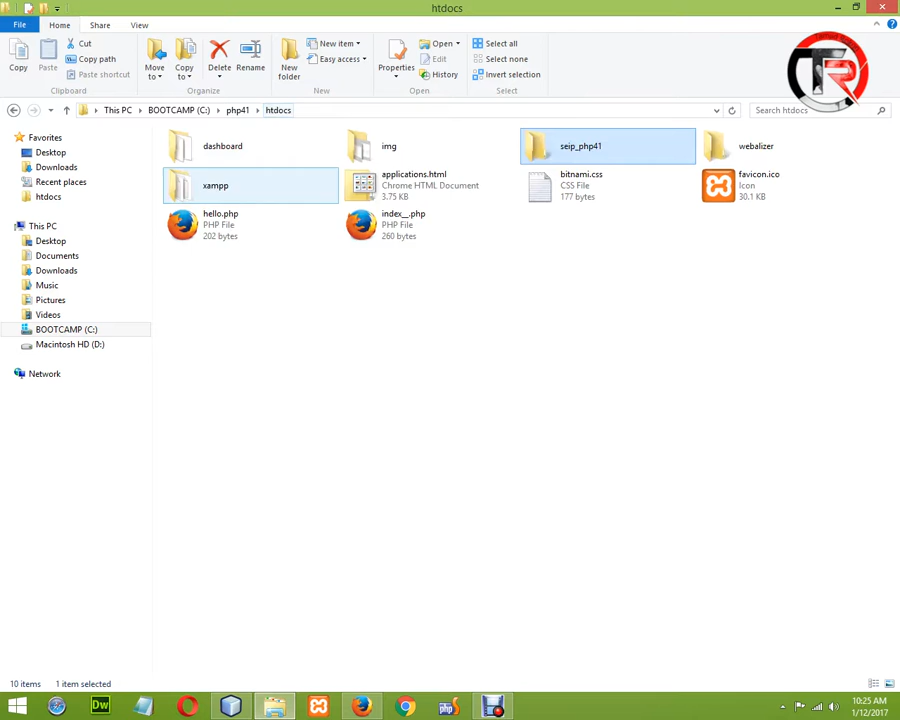 htdocs
File Home Share View
Copy
Paste
Cut
Copy path
Paste shortcut
Clipboard
Move to
Copy to
Delete
Rename
Organize
New folder
New item
Easy access
New
Properties
Open
Edit
History
Open
Select all
Select none
Invert selection
Select
TR
This PC BOOTCAMP (C:) php41 htdocs
Search htdocs
Favorites
Desktop
Downloads
Recent places
htdocs
This PC
Desktop
Documents
Downloads
Music
Pictures
Videos
BOOTCAMP (C:)
Macintosh HD (D:)
Network
dashboard
img
seip_php41
webalizer
xampp
applications.html
Chrome HTML Document
3.75 KB
bitnami.css
CSS File
177 bytes
favicon.ico
Icon
30.1 KB
hello.php
PHP File
202 bytes
index__.php
PHP File
260 bytes
10 items 1 item selected
Dw
10:25 AM
1/12/2017